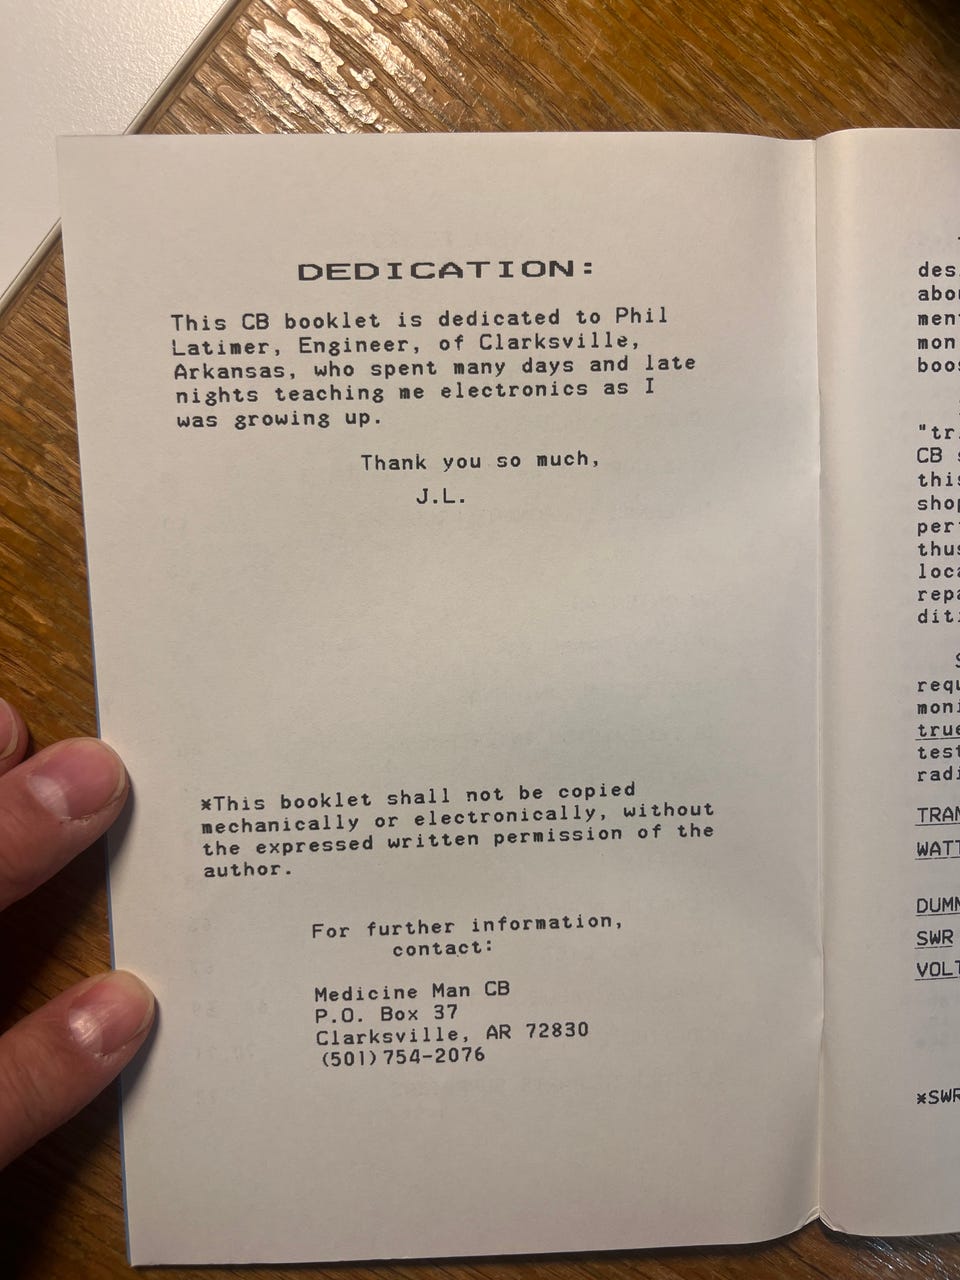 DEDICATION:
This CB booklet is dedicated to Phil
Latimer, Engineer, of Clarksville,
Arkansas, who spent many days and late
nights teaching me electronics as I
was growing up.
Thank you so much,
J.L.
*This booklet shall not be copied
mechanically or electronically, without
the expressed written permission of the
author.
For further information,
contact:
Medicine Man CB
P.O. Box 37
Clarksville, AR 72830
(501)754-2076
CB
SWR
*SWR